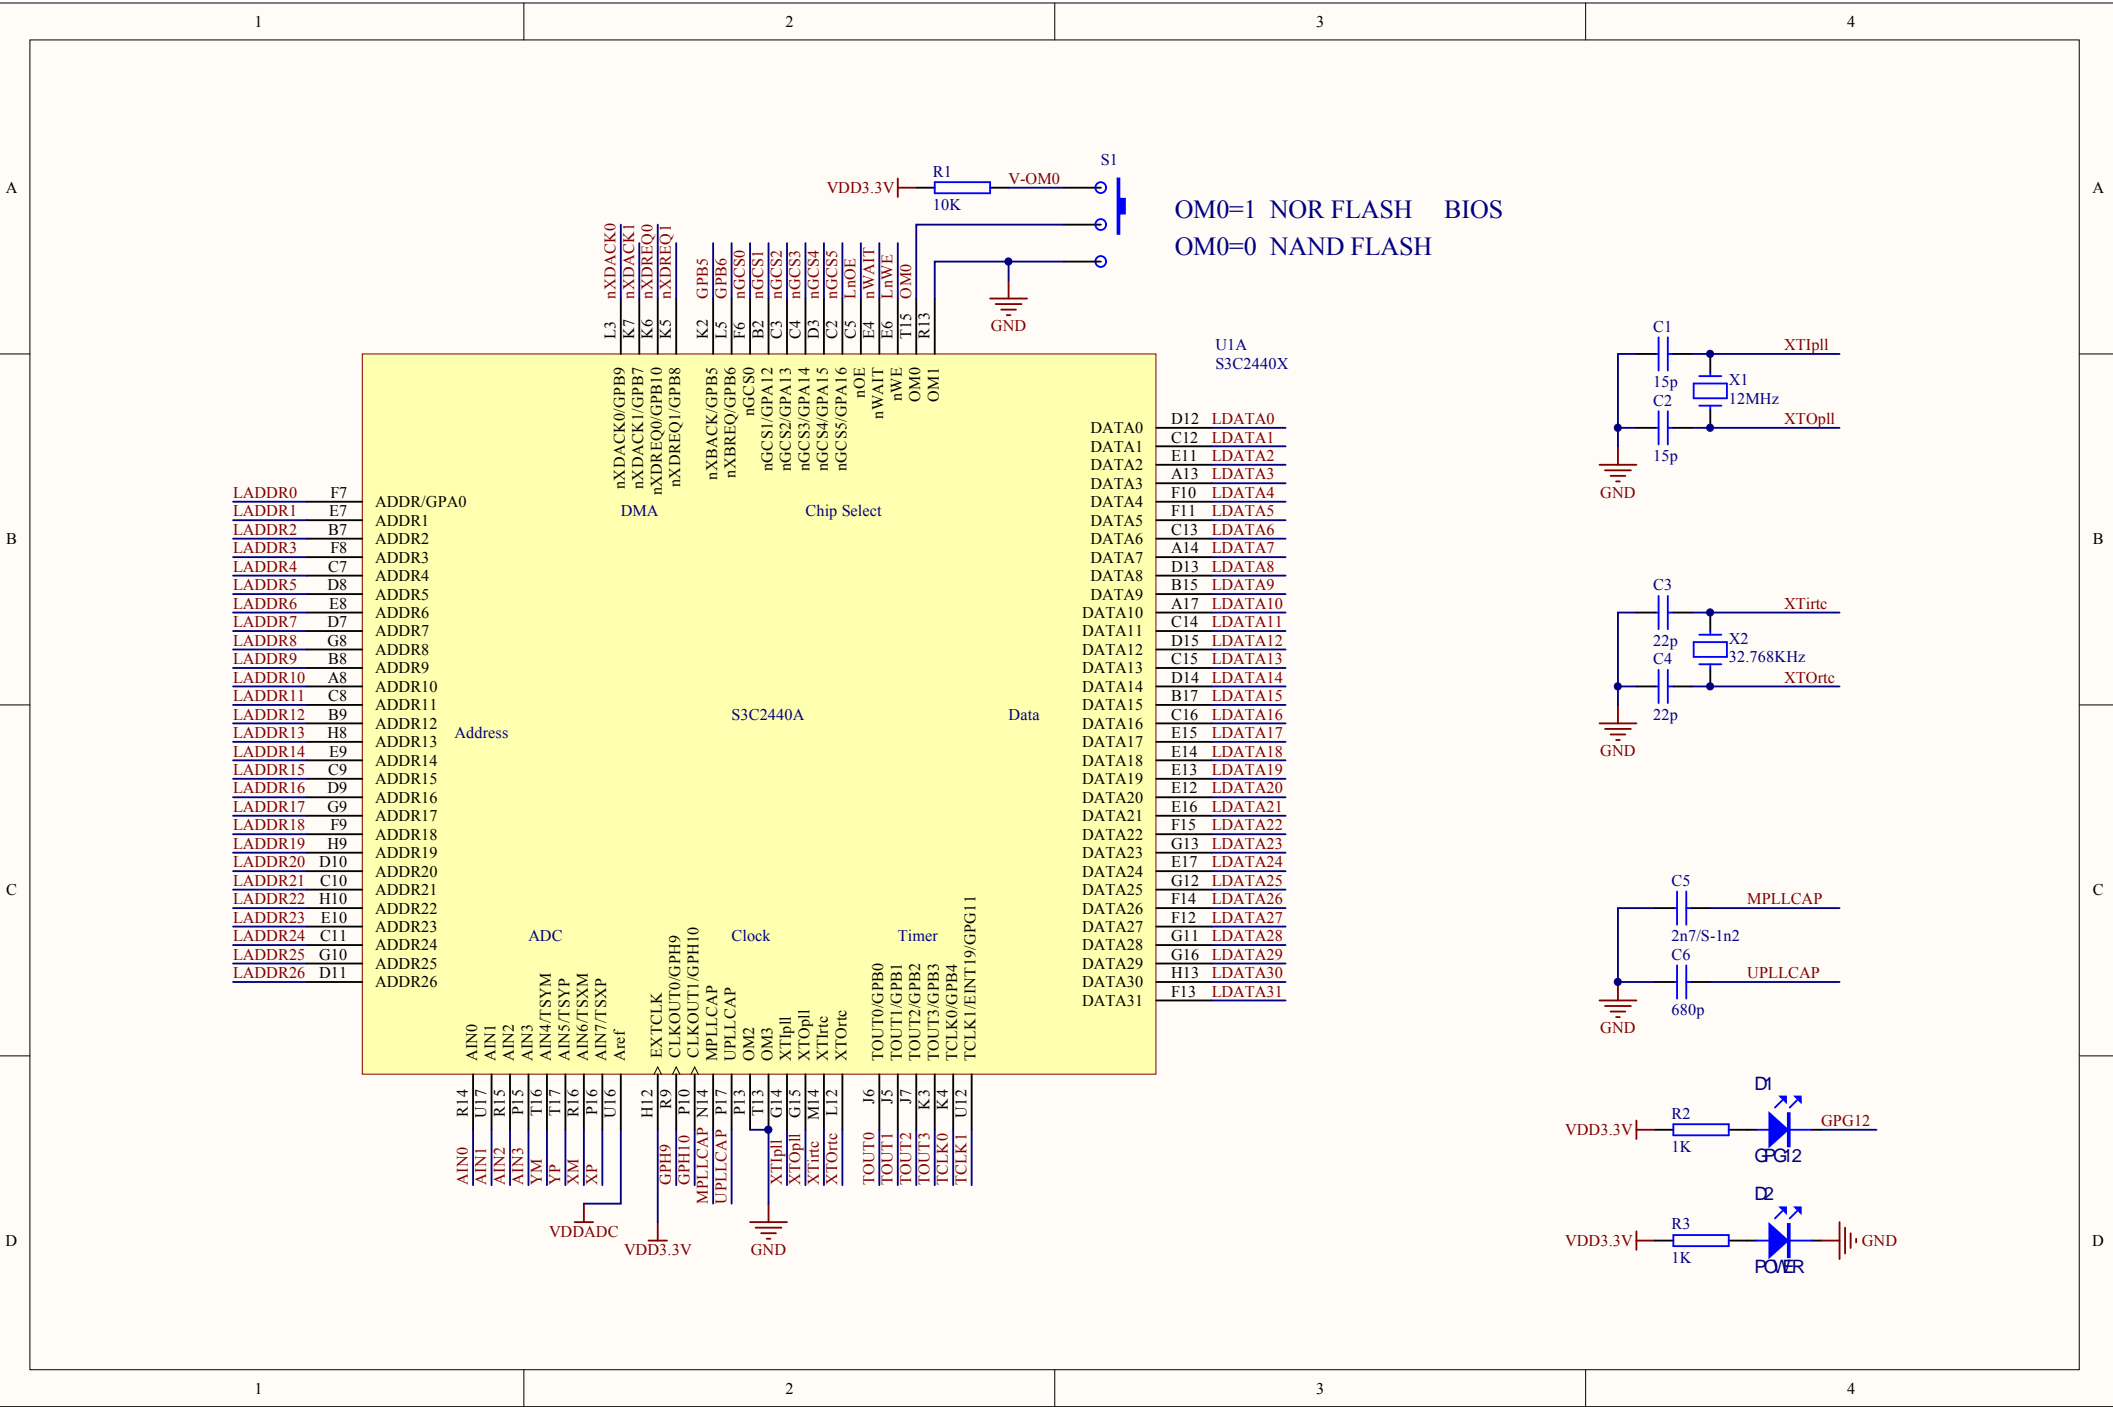 1 2 3 4
A A
B B
C C
D D
1 2 3 4
S1
VDD3.3V R1 10K V-OM0
OM0=1 NOR FLASH BIOS
OM0=0 NAND FLASH
GND
nXDACK0
nXDACK1
nXDREQ0
nXDREQ1
GPB5
GPB6
nGCS0
nGCS1
nGCS2
nGCS3
nGCS4
nGCS5
LnOE
nWAIT
LnWE
OM0
L3
K7
K6
K5
K2
L5
F6
B2
C3
C4
D3
C2
C5
E4
E6
T15
R13
nXDACK0/GPB9
nXDACK1/GPB7
nXDREQ0/GPB10
nXDREQ1/GPB8
nXBACK/GPB5
nXBREQ/GPB6
nGCS0
nGCS1/GPA12
nGCS2/GPA13
nGCS3/GPA14
nGCS4/GPA15
nGCS5/GPA16
nOE
nWAIT
nWE
OM0
OM1
U1A
S3C2440X
DMA
Chip Select
LADDR0 F7 ADDR/GPA0
LADDR1 E7 ADDR1
LADDR2 B7 ADDR2
LADDR3 F8 ADDR3
LADDR4 C7 ADDR4
LADDR5 D8 ADDR5
LADDR6 E8 ADDR6
LADDR7 D7 ADDR7
LADDR8 G8 ADDR8
LADDR9 B8 ADDR9
LADDR10 A8 ADDR10
LADDR11 C8 ADDR11
LADDR12 B9 ADDR12
LADDR13 H8 ADDR13
LADDR14 E9 ADDR14
LADDR15 C9 ADDR15
LADDR16 D9 ADDR16
LADDR17 G9 ADDR17
LADDR18 F9 ADDR18
LADDR19 H9 ADDR19
LADDR20 D10 ADDR20
LADDR21 C10 ADDR21
LADDR22 H10 ADDR22
LADDR23 E10 ADDR23
LADDR24 C11 ADDR24
LADDR25 G10 ADDR25
LADDR26 D11 ADDR26
Address
S3C2440A
Data
DATA0 D12 LDATA0
DATA1 C12 LDATA1
DATA2 E11 LDATA2
DATA3 A13 LDATA3
DATA4 F10 LDATA4
DATA5 F11 LDATA5
DATA6 C13 LDATA6
DATA7 A14 LDATA7
DATA8 D13 LDATA8
DATA9 B15 LDATA9
DATA10 A17 LDATA10
DATA11 C14 LDATA11
DATA12 D15 LDATA12
DATA13 C15 LDATA13
DATA14 D14 LDATA14
DATA15 B17 LDATA15
DATA16 C16 LDATA16
DATA17 E15 LDATA17
DATA18 E14 LDATA18
DATA19 E13 LDATA19
DATA20 E12 LDATA20
DATA21 E16 LDATA21
DATA22 F15 LDATA22
DATA23 G13 LDATA23
DATA24 E17 LDATA24
DATA25 G12 LDATA25
DATA26 F14 LDATA26
DATA27 F12 LDATA27
DATA28 G11 LDATA28
DATA29 G16 LDATA29
DATA30 H13 LDATA30
DATA31 F13 LDATA31
ADC
Clock
Timer
AIN0
AIN1
AIN2
AIN3
AIN4/TSYM
AIN5/TSYP
AIN6/TSXM
AIN7/TSXP
Aref
EXTCLK
CLKOUT0/GPH9
CLKOUT1/GPH10
MPLLCAP
UPLLCAP
OM2
OM3
XTIpll
XTOpll
XTIrtc
XTOrtc
TOUT0/GPB0
TOUT1/GPB1
TOUT2/GPB2
TOUT3/GPB3
TCLK0/GPB4
TCLK1/EINT19/GPG11
R14
U17
R15
P15
T16
T17
R16
P16
U16
H12
R9
P10
N14
P17
P13
T13
G14
G15
M14
L12
J6
J5
J7
K3
K4
U12
AIN0
AIN1
AIN2
AIN3
YM
YP
XM
XP
GPH9
GPH10
MPLLCAP
UPLLCAP
XTIpll
XTOpll
XTirtc
XTOrtc
TOUT0
TOUT1
TOUT2
TOUT3
TCLK0
TCLK1
VDDADC
VDD3.3V
GND
C1
15p
XTIpll
X1
12MHz
C2
15p
XTOpll
GND
C3
22p
XTirtc
X2
32.768KHz
C4
22p
XTOrtc
GND
C5
2n7/S-1n2
MPLLCAP
C6
680p
UPLLCAP
GND
D1
VDD3.3V R2 1K GPG12
GPG12
D2
VDD3.3V R3 1K GND
POWER